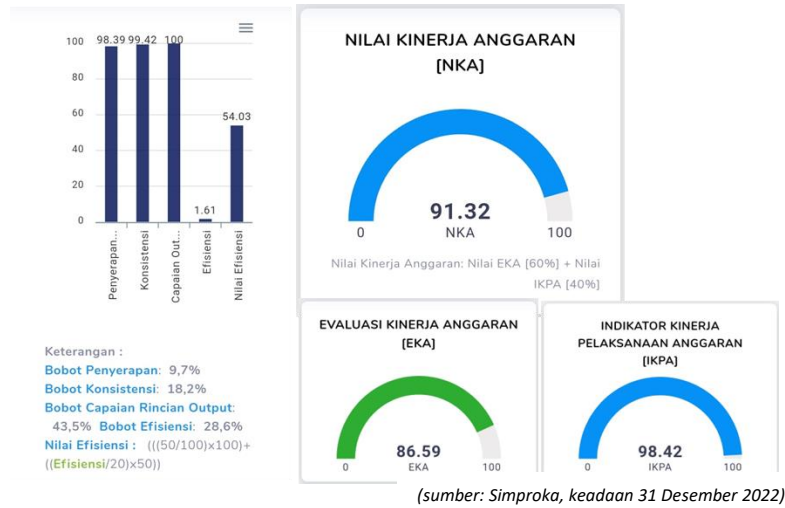 100
80
60
40
20
0
98.39 99.42 100
1.61
54.03
Penyerapan...
Konsistensi
Capaian Out...
Efisiensi
Nilai Efisiensi
Keterangan :
Bobot Penyerapan: 9,7%
Bobot Konsistensi: 18,2%
Bobot Capaian Rincian Output:
43,5% Bobot Efisiensi: 28,6%
Nilai Efisiensi : (((50/100)x100)+
((Efisiensi/20)x50))
NILAI KINERJA ANGGARAN
[NKA]
91.32
0 NKA 100
Nilai Kinerja Anggaran: Nilai EKA [60%] + Nilai
IKPA [40%]
EVALUASI KINERJA ANGGARAN
[EKA]
86.59
0 EKA 100
INDIKATOR KINERJA
PELAKSANAAN ANGGARAN
[IKPA]
98.42
0 IKPA 100
(sumber: Simproka, keadaan 31 Desember 2022)